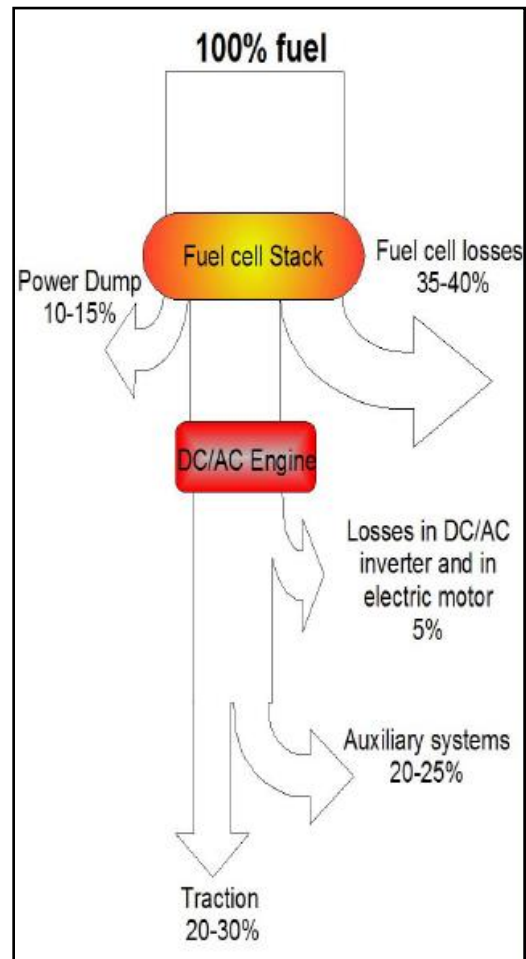 100% fuel
Fuel cell Stack
Power Dump
10-15%
Fuel cell losses
35-40%
DC/AC Engine
Losses in DC/AC
inverter and in
electric motor
5%
Auxiliary systems
20-25%
Traction
20-30%